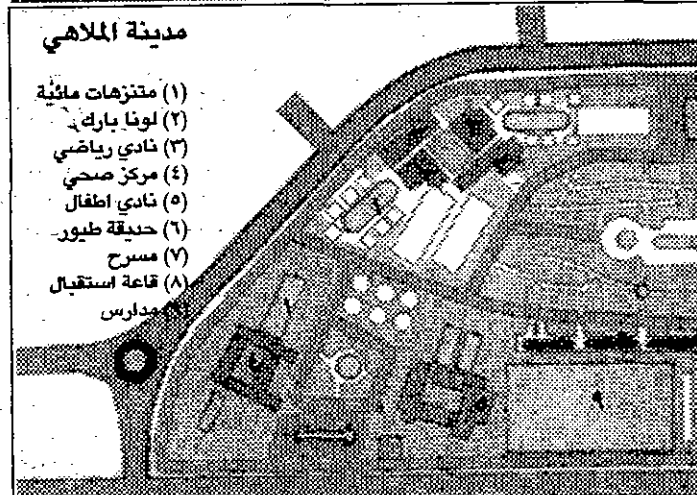 مدينة الملاهي
(١) متنزهات مائية
(٢) لونا بارك
(٣) نادي رياضي
(٤) مركز صحي
(٥) نادي اطفال
(٦) حديقة طيور
(٧) مسرح
(٨) قاعة استقبال
(٩) مدارس